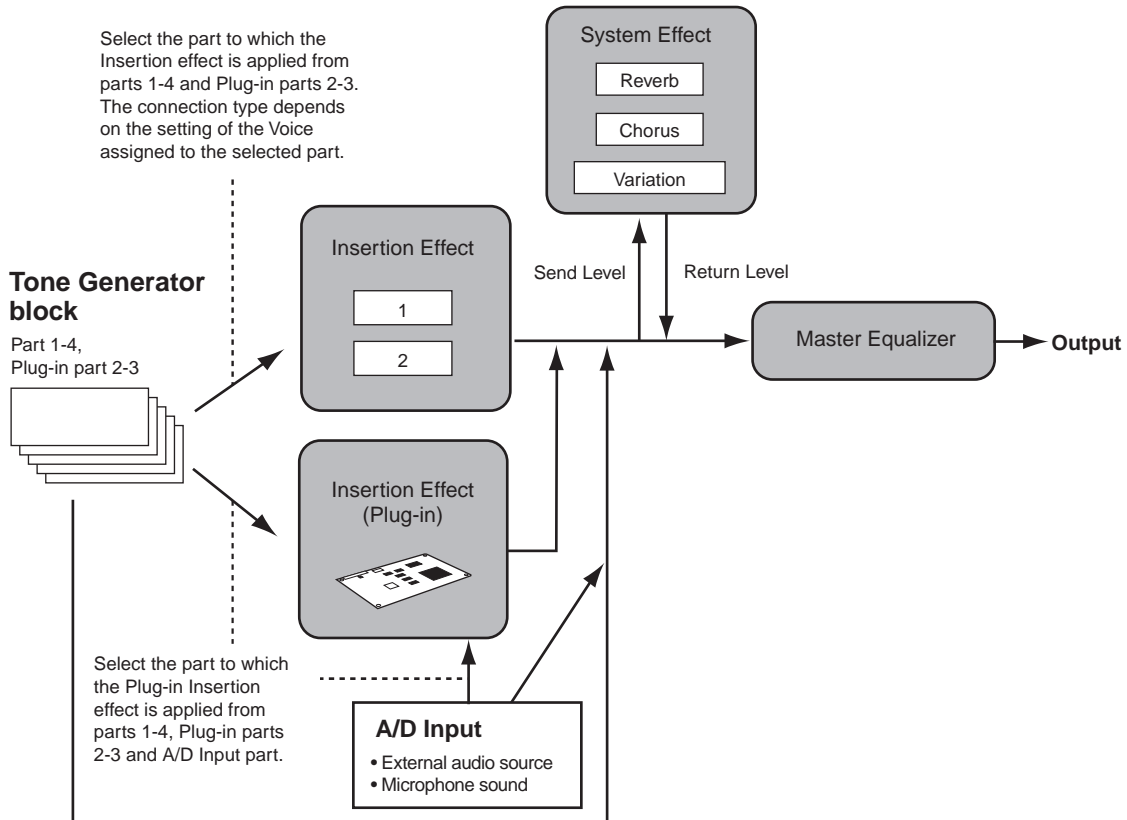 Select the part to which the
Insertion effect is applied from
parts 1-4 and Plug-in parts 2-3.
The connection type depends
on the setting of the Voice
assigned to the selected part.
System Effect
Reverb
Chorus
Variation
Insertion Effect
1
2
Send Level
Return Level
Tone Generator
block
Part 1-4,
Plug-in part 2-3
Master Equalizer
Output
Insertion Effect
(Plug-in)
Select the part to which
the Plug-in Insertion
effect is applied from
parts 1-4, Plug-in parts
2-3 and A/D Input part.
A/D Input
• External audio source
• Microphone sound